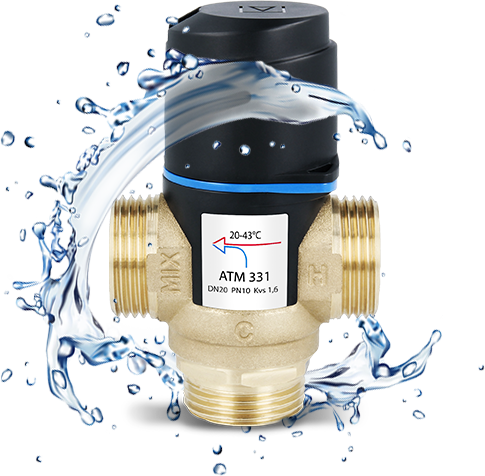 20-43°C
MIX
H
ATM 331
DN20 PN10 Kvs 1,6
C